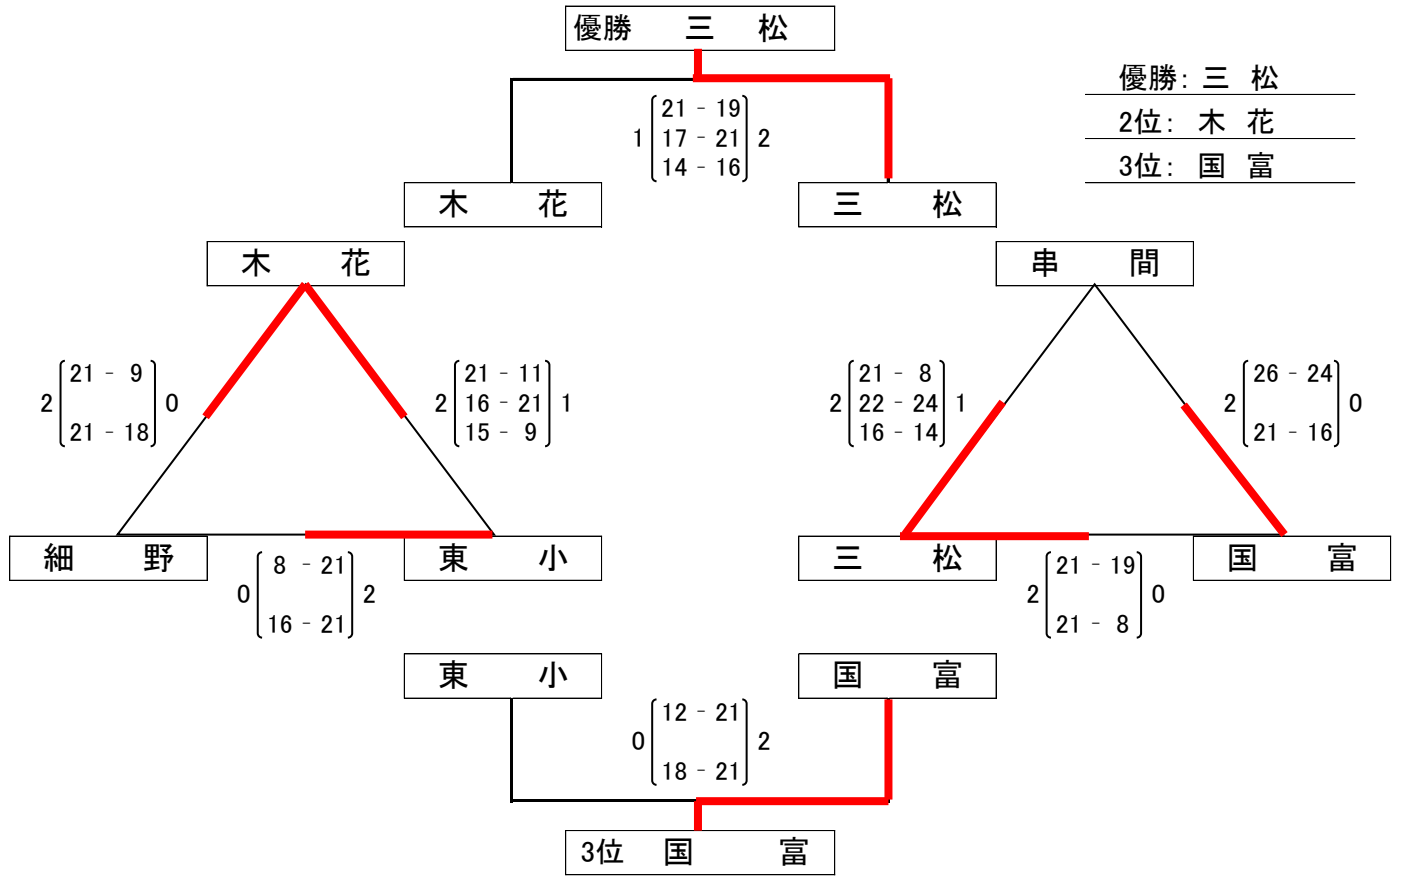 優勝 三 松
優勝: 三 松
2位: 木 花
3位: 国 富
21 - 19
1 17 - 21 2
14 - 16
木 花
三 松
木 花
串 間
21 - 9
2 0
21 - 18
21 - 11
2 16 - 21 1
15 - 9
21 - 8
2 22 - 24 1
16 - 14
26 - 24
2 0
21 - 16
細 野
東 小
三 松
国 富
8 - 21
0 2
16 - 21
21 - 19
2 0
21 - 8
東 小
国 富
12 - 21
0 2
18 - 21
3位 国 富